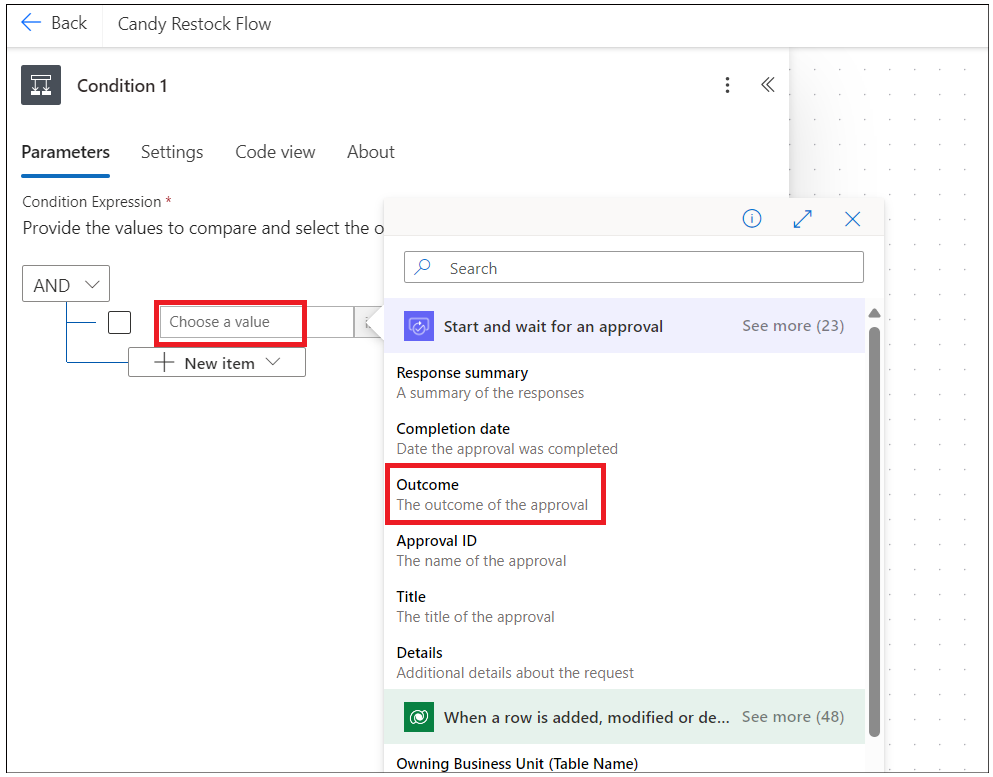 Back
Candy Restock Flow
Condition 1
Parameters
Settings
Code view
About
Condition Expression *
Provide the values to compare and select the o
Search
AND
Choose a value
New item
Start and wait for an approval
See more (23)
Response summary
A summary of the responses
Completion date
Date the approval was completed
Outcome
The outcome of the approval
Approval ID
The name of the approval
Title
The title of the approval
Details
Additional details about the request
When a row is added, modified or de...
See more (48)
Owning Business Unit (Table Name)